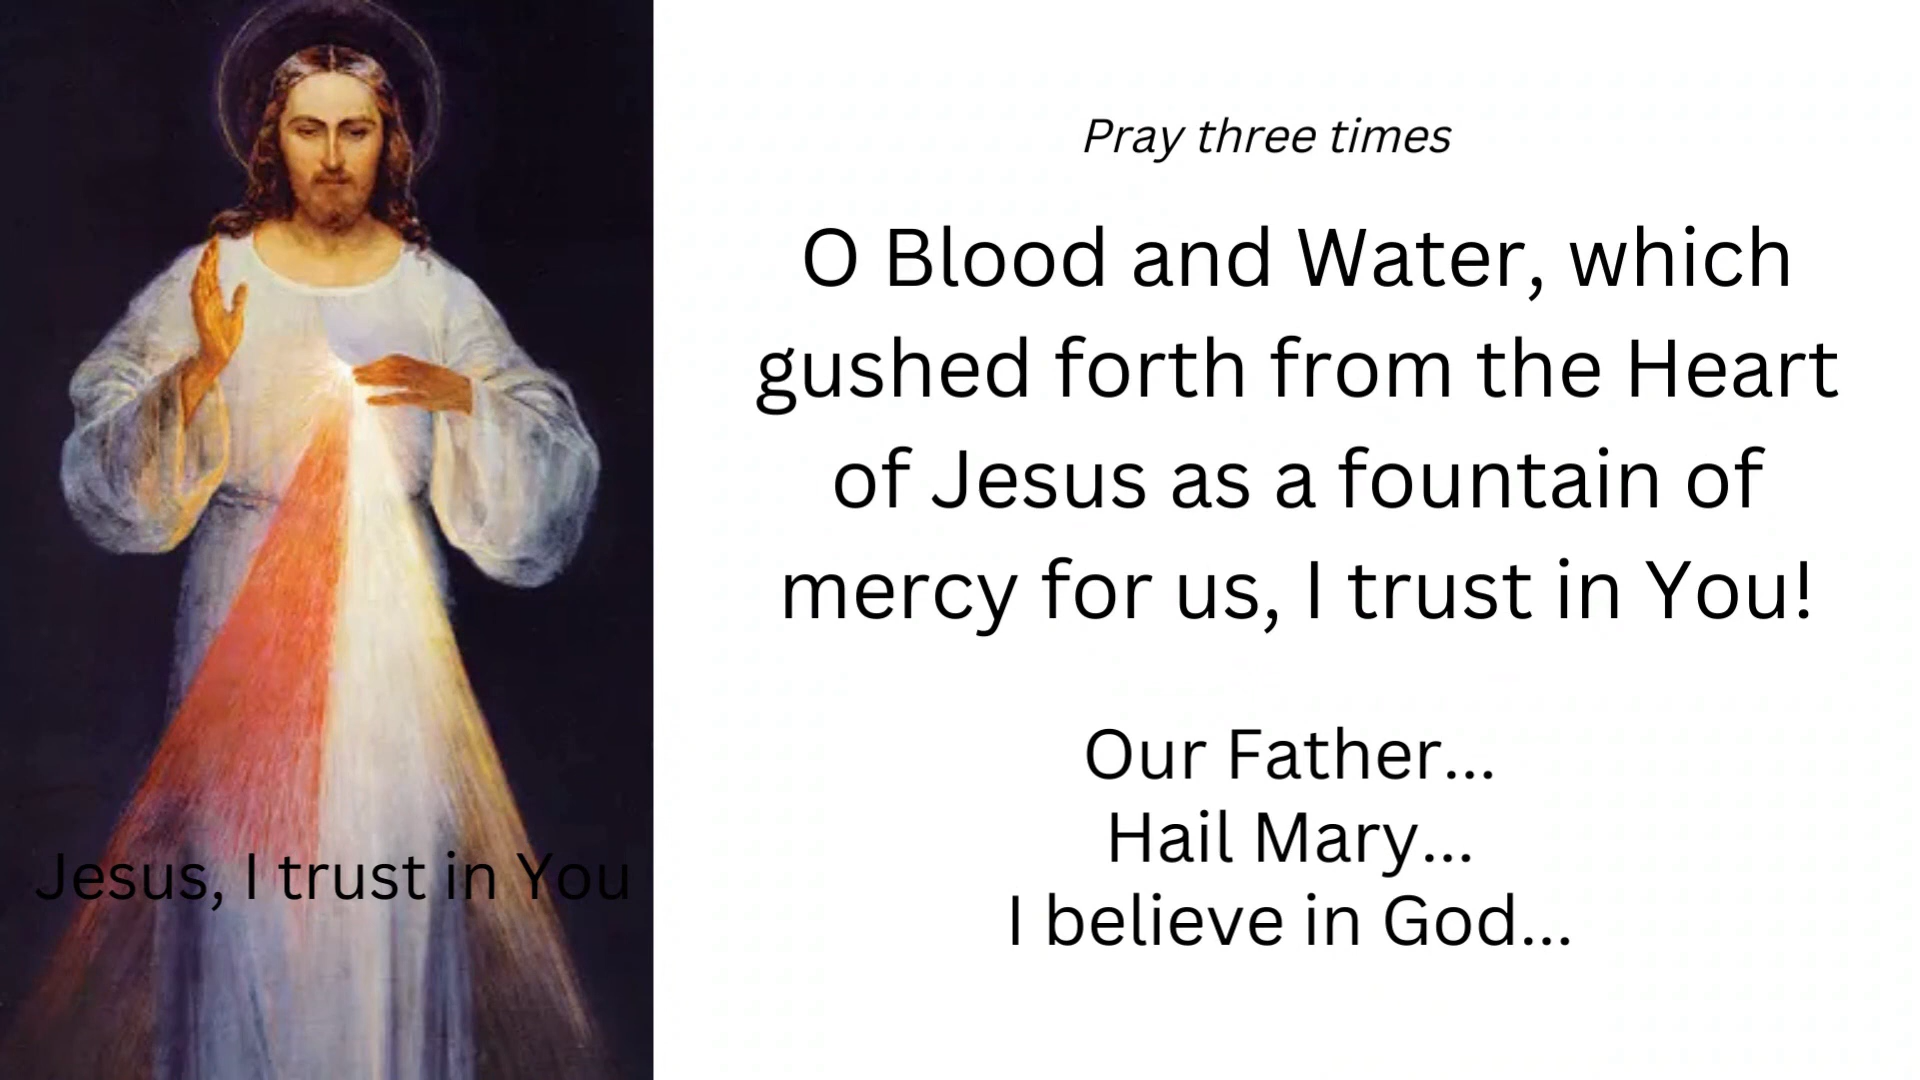 Pray three times
O Blood and Water, which
gushed forth from the Heart
of Jesus as a fountain of
mercy for us, I trust in You!
Our Father...
Hail Mary...
I believe in God...
Jesus, I trust in You